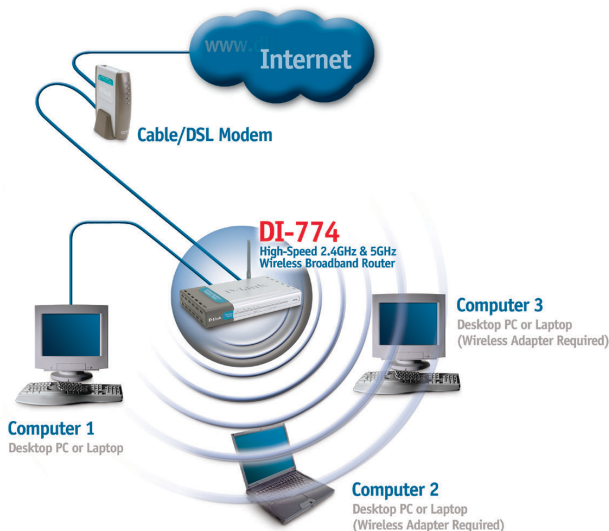 www.
Internet
Cable/DSL Modem
DI-774
High-Speed 2.4GHz & 5GHz
Wireless Broadband Router
D-Link
Computer 3
Desktop PC or Laptop
(Wireless Adapter Required)
Computer 1
Desktop PC or Laptop
Computer 2
Desktop PC or Laptop
(Wireless Adapter Required)